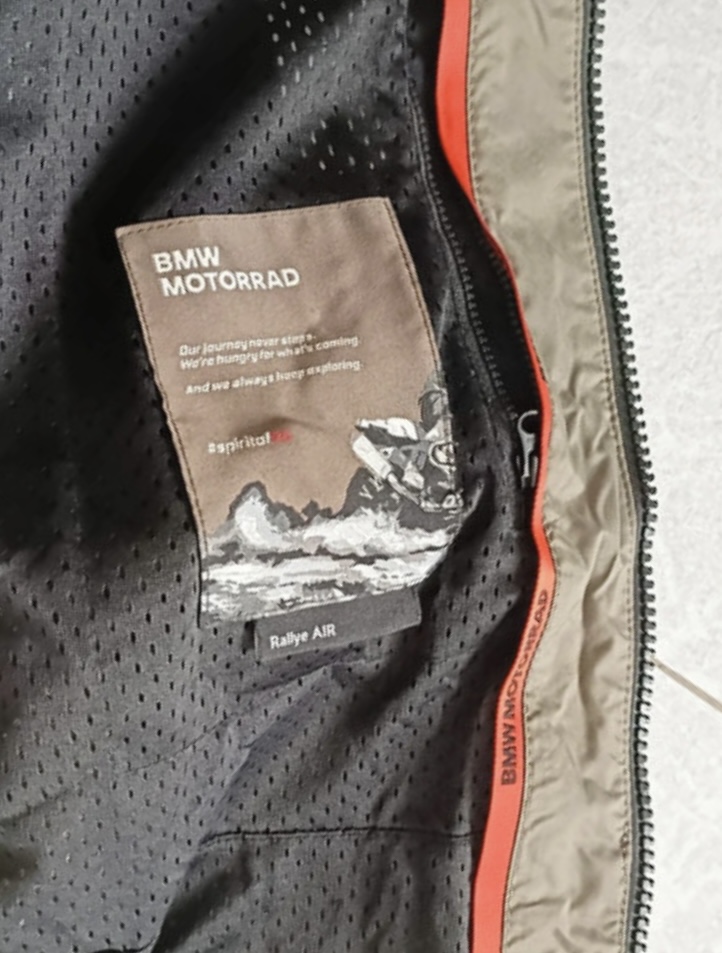 BMW
MOTORRAD
Our journey never stops.
We're hungry for what's coming.
And we always keep exploring.
#spiritof
Rallye AIR
BMW MOTORRAD